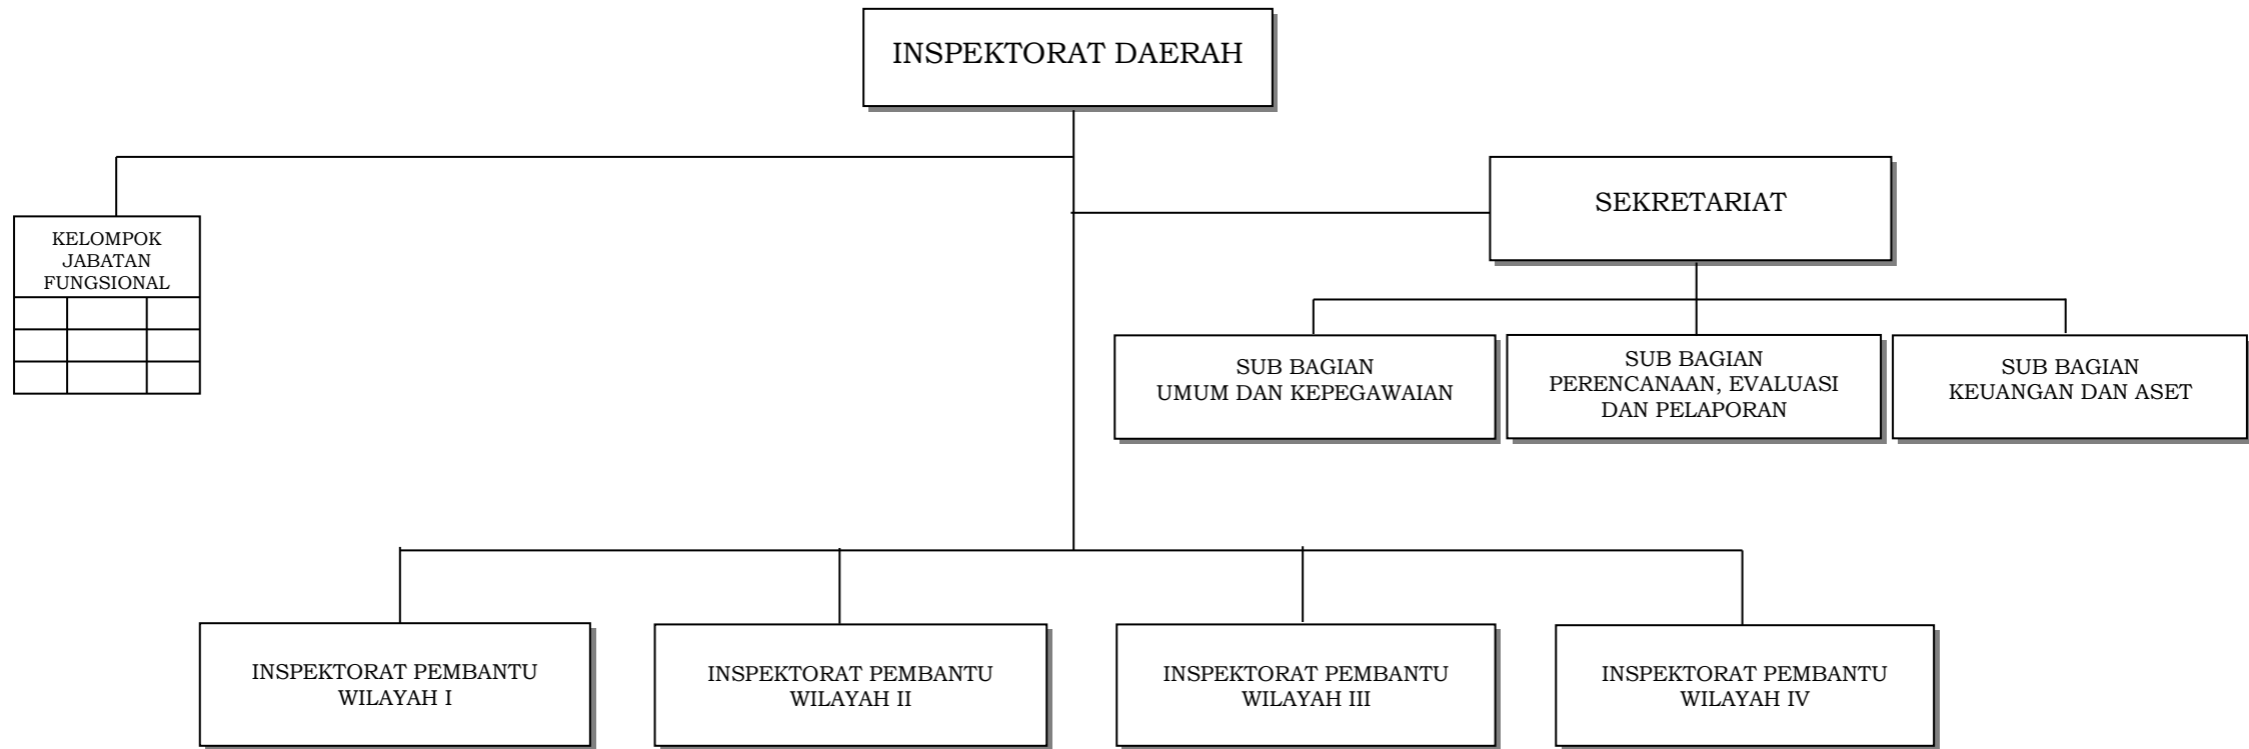 INSPEKTORAT DAERAH
SEKRETARIAT
KELOMPOK
JABATAN
FUNGSIONAL
SUB BAGIAN
UMUM DAN KEPEGAWAIAN
SUB BAGIAN
PERENCANAAN, EVALUASI
DAN PELAPORAN
SUB BAGIAN
KEUANGAN DAN ASET
INSPEKTORAT PEMBANTU
WILAYAH I
INSPEKTORAT PEMBANTU
WILAYAH II
INSPEKTORAT PEMBANTU
WILAYAH III
INSPEKTORAT PEMBANTU
WILAYAH IV